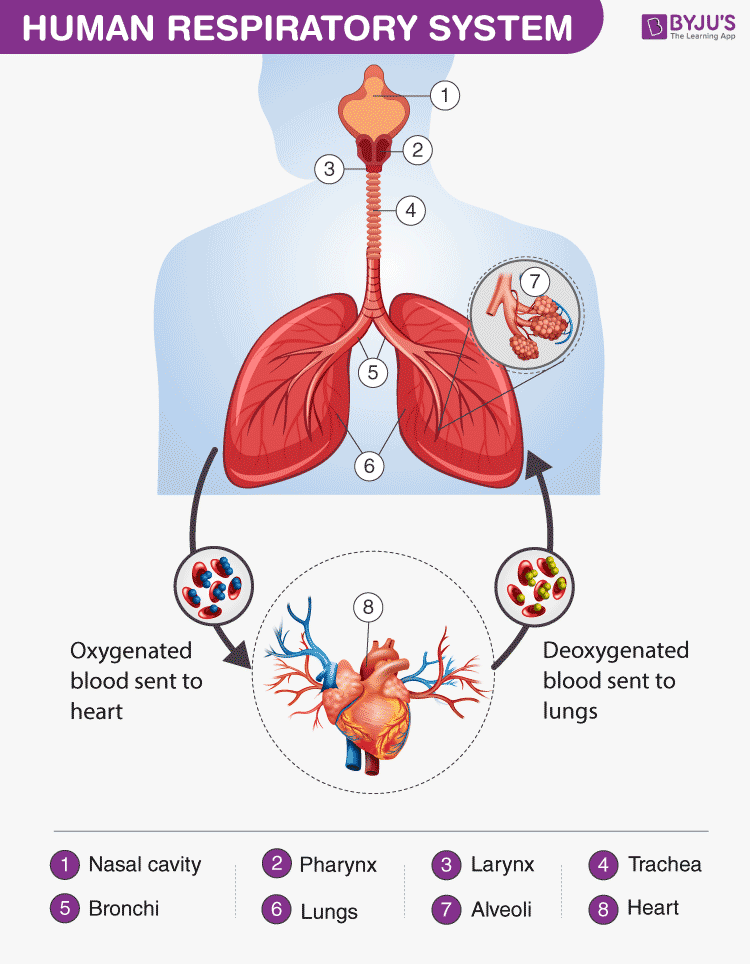 HUMAN RESPIRATORY SYSTEM
B BYJU'S
The Learning App
1
2
3
4
7
5
6
8
Oxygenated
blood sent to
heart
Deoxygenated
blood sent to
lungs
1 Nasal cavity
2 Pharynx
3 Larynx
4 Trachea
5 Bronchi
6 Lungs
7 Alveoli
8 Heart